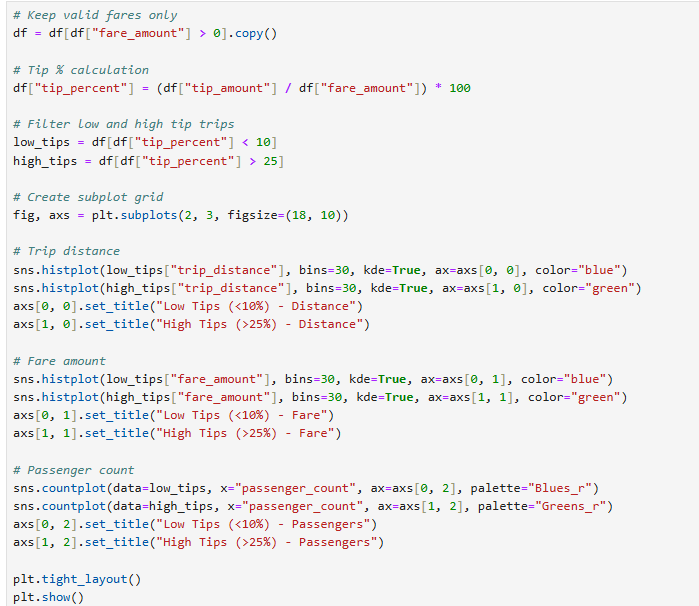 # Keep valid fares only
df = df[df["fare_amount"] > 0].copy()
# Tip % calculation
df["tip_percent"] = (df["tip_amount"] / df["fare_amount"]) * 100
# Filter low and high tip trips
low_tips = df[df["tip_percent"] < 10]
high_tips = df[df["tip_percent"] > 25]
# Create subplot grid
fig, axs = plt.subplots(2, 3, figsize=(18, 10))
# Trip distance
sns.histplot(low_tips["trip_distance"], bins=30, kde=True, ax=axs[0, 0], color="blue")
sns.histplot(high_tips["trip_distance"], bins=30, kde=True, ax=axs[1, 0], color="green")
axs[0, 0].set_title("Low Tips (<10%) - Distance")
axs[1, 0].set_title("High Tips (>25%) - Distance")
# Fare amount
sns.histplot(low_tips["fare_amount"], bins=30, kde=True, ax=axs[0, 1], color="blue")
sns.histplot(high_tips["fare_amount"], bins=30, kde=True, ax=axs[1, 1], color="green")
axs[0, 1].set_title("Low Tips (<10%) - Fare")
axs[1, 1].set_title("High Tips (>25%) - Fare")
# Passenger count
sns.countplot(data=low_tips, x="passenger_count", ax=axs[0, 2], palette="Blues_r")
sns.countplot(data=high_tips, x="passenger_count", ax=axs[1, 2], palette="Greens_r")
axs[0, 2].set_title("Low Tips (<10%) - Passengers")
axs[1, 2].set_title("High Tips (>25%) - Passengers")
plt.tight_layout()
plt.show()